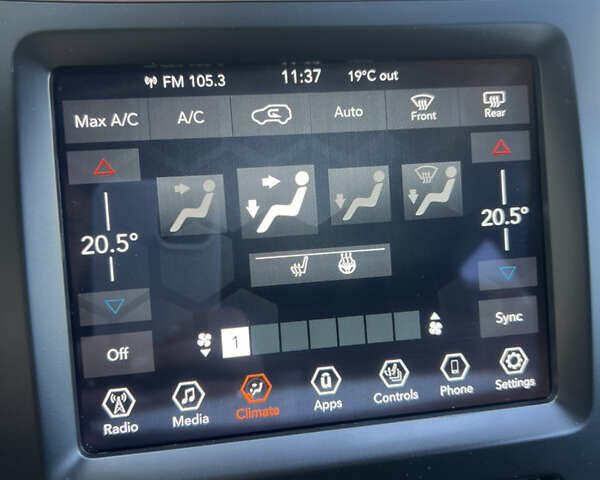 FM 105.3 11:37 19°C out
Max A/C A/C Auto Front Rear
20.5° 20.5°
Off 1 Sync
Radio Media Climate Apps Controls Phone Settings